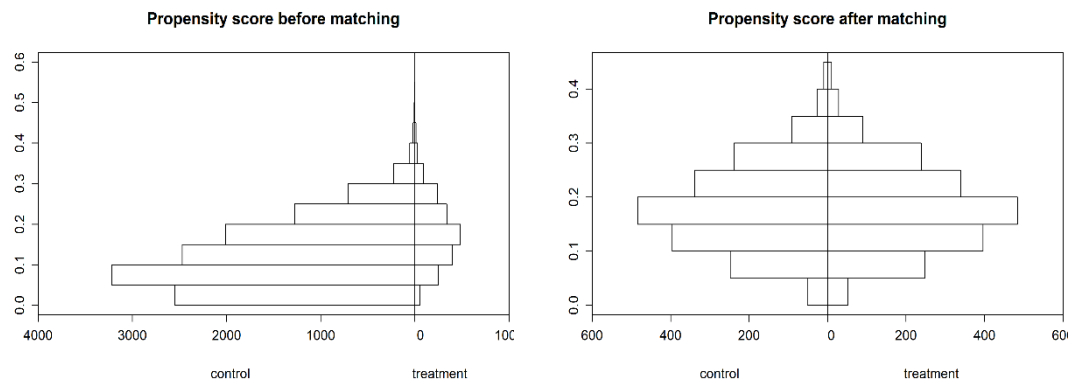 Propensity score before matching
0.6
0.5
0.4
0.3
0.2
0.1
0.0
4000 3000 2000 1000 0 100
control treatment
Propensity score after matching
0.4
0.3
0.2
0.1
0.0
600 400 200 0 200 400 60
control treatment